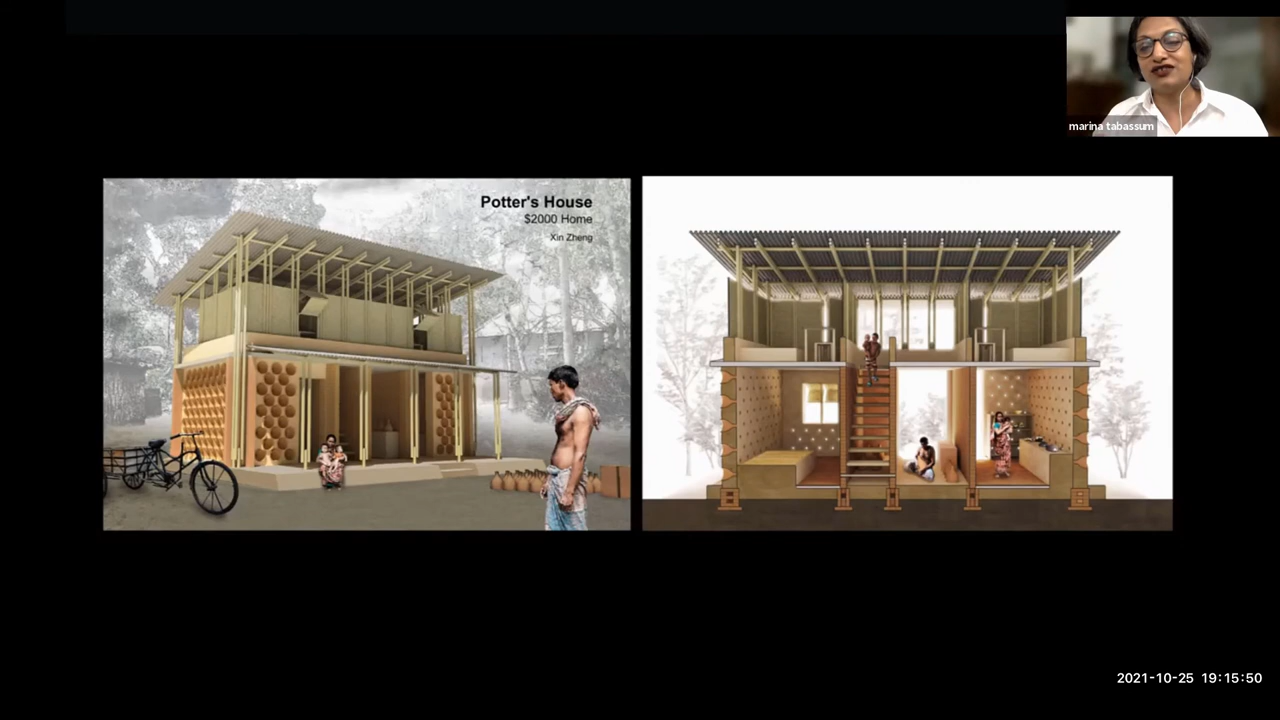 marina tabassum
Potter's House
$2000 Home
Xin Zheng
2021-10-25 19:15:50